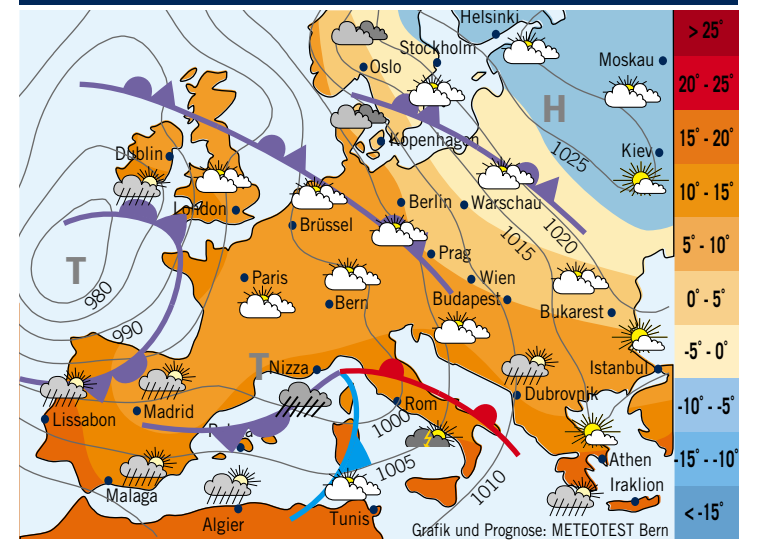 Helsinki
Stockholm
Oslo
Moskau
H
Kopenhagen
1025
Kiev
Dublin
London
Berlin
Warschau
Brüssel
1015
1020
Prag
T
980
Paris
Wien
Bern
Budapest
Bukarest
990
T
Nizza
Istanbul
Dubrovnik
Lissabon
Madrid
Rom
1000
1005
Athen
Malaga
1010
Iraklion
Algier
Tunis
Grafik und Prognose: METEOTEST Bern
> 25°
20° - 25°
15° - 20°
10° - 15°
5° - 10°
0° - 5°
-5° - 0°
-10° - -5°
-15° - -10°
< -15°